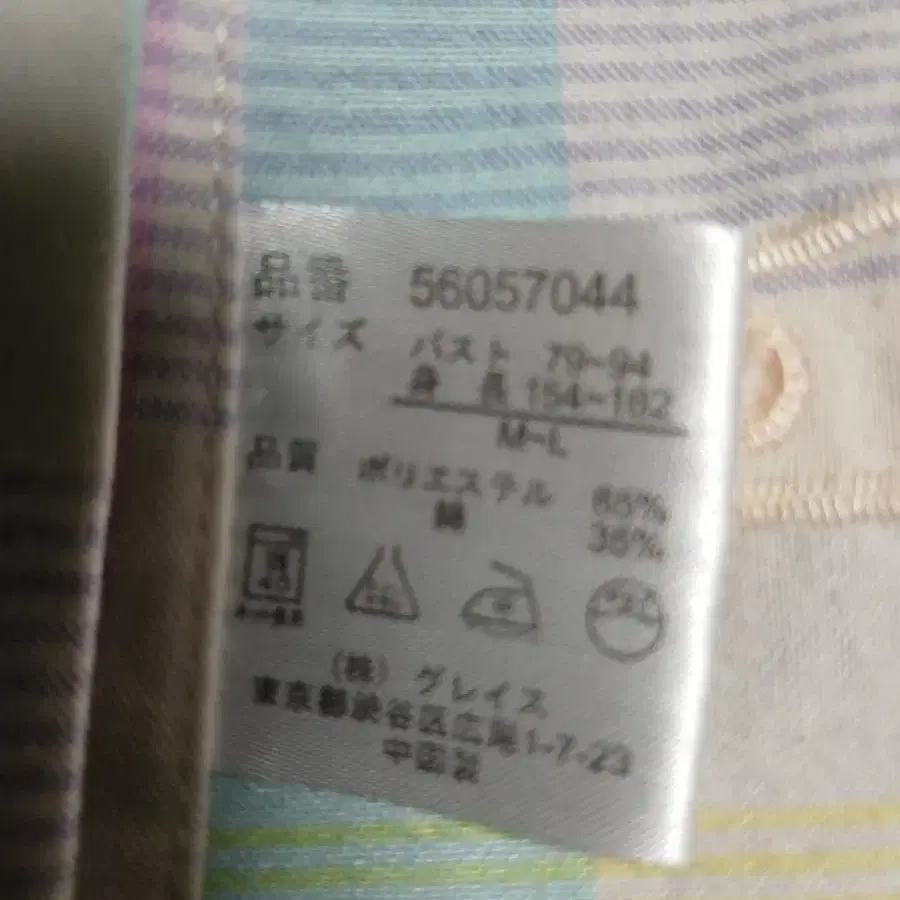 品番 56057044
サイズ バスト 79~94
身長 154~162
M~L
品質 ポリエステル 65%
綿 35%
(株) グレイス
東京都渋谷区広尾1-7-23
中国製